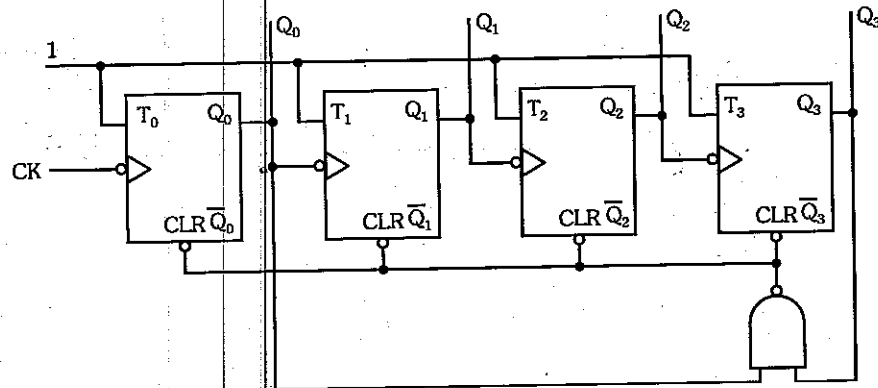 Q₀ Q₁ Q₂ Q₃
1
T₀ Q₀ T₁ Q₁ T₂ Q₂ T₃ Q₃
CK
CLR Q̅₀ CLR Q̅₁ CLR Q̅₂ CLR Q̅₃